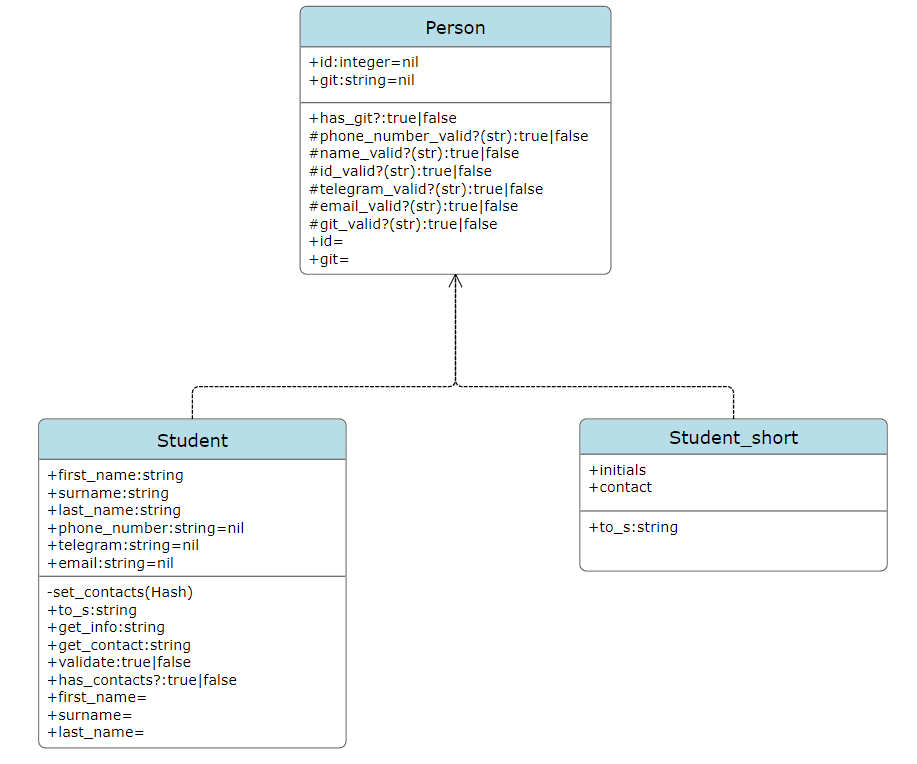 Person
+id:integer=nil
+git:string=nil
+has_git?:true|false
#phone_number_valid?(str):true|false
#name_valid?(str):true|false
#id_valid?(str):true|false
#telegram_valid?(str):true|false
#email_valid?(str):true|false
#git_valid?(str):true|false
+id=
+git=
Student
+first_name:string
+surname:string
+last_name:string
+phone_number:string=nil
+telegram:string=nil
+email:string=nil
-set_contacts(Hash)
+to_s:string
+get_info:string
+get_contact:string
+validate:true|false
+has_contacts?:true|false
+first_name=
+surname=
+last_name=
Student_short
+initials
+contact
+to_s:string